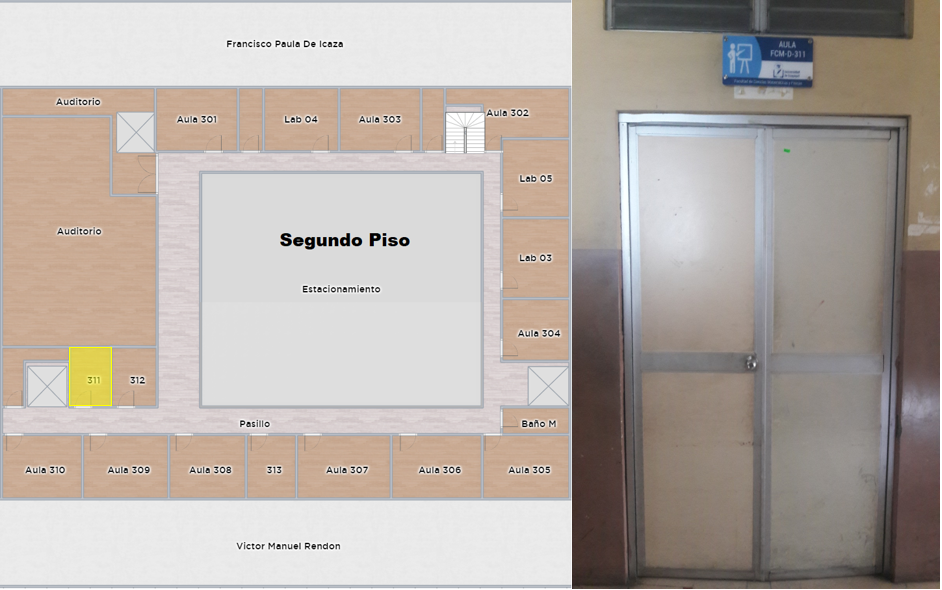 Francisco Paula De Icaza
Auditorio
Aula 301
Lab 04
Aula 303
Aula 302
Lab 05
Auditorio
Segundo Piso
Lab 03
Estacionamiento
Aula 304
311
312
Pasillo
Baño M
Aula 310
Aula 309
Aula 308
313
Aula 307
Aula 306
Aula 305
Víctor Manuel Rendon
AULA
FCM-D-311